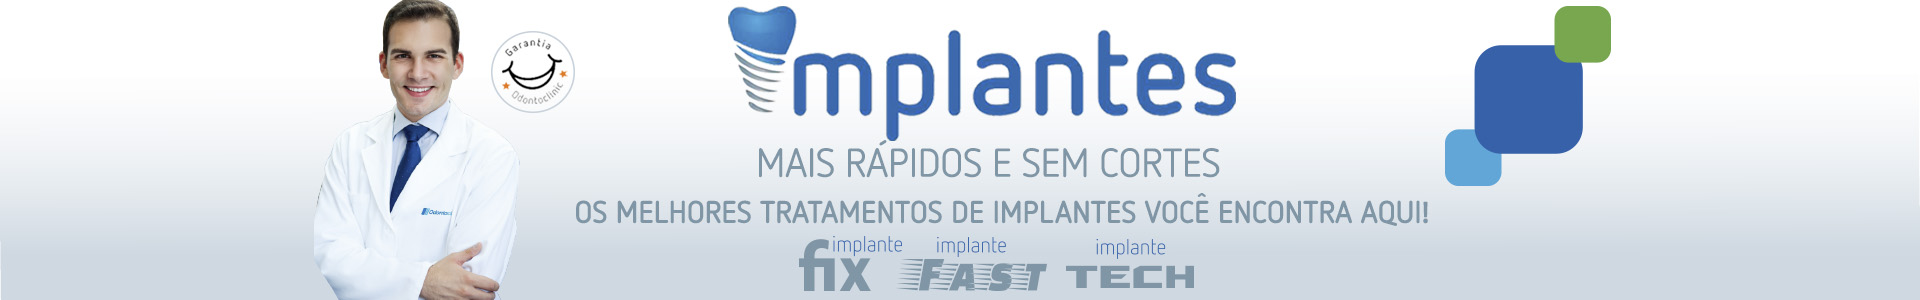 Garantia
Odontoclinic
implantes
MAIS RÁPIDOS E SEM CORTES
OS MELHORES TRATAMENTOS DE IMPLANTES VOCÊ ENCONTRA AQUI!
implante fix
implante FAST
implante TECH